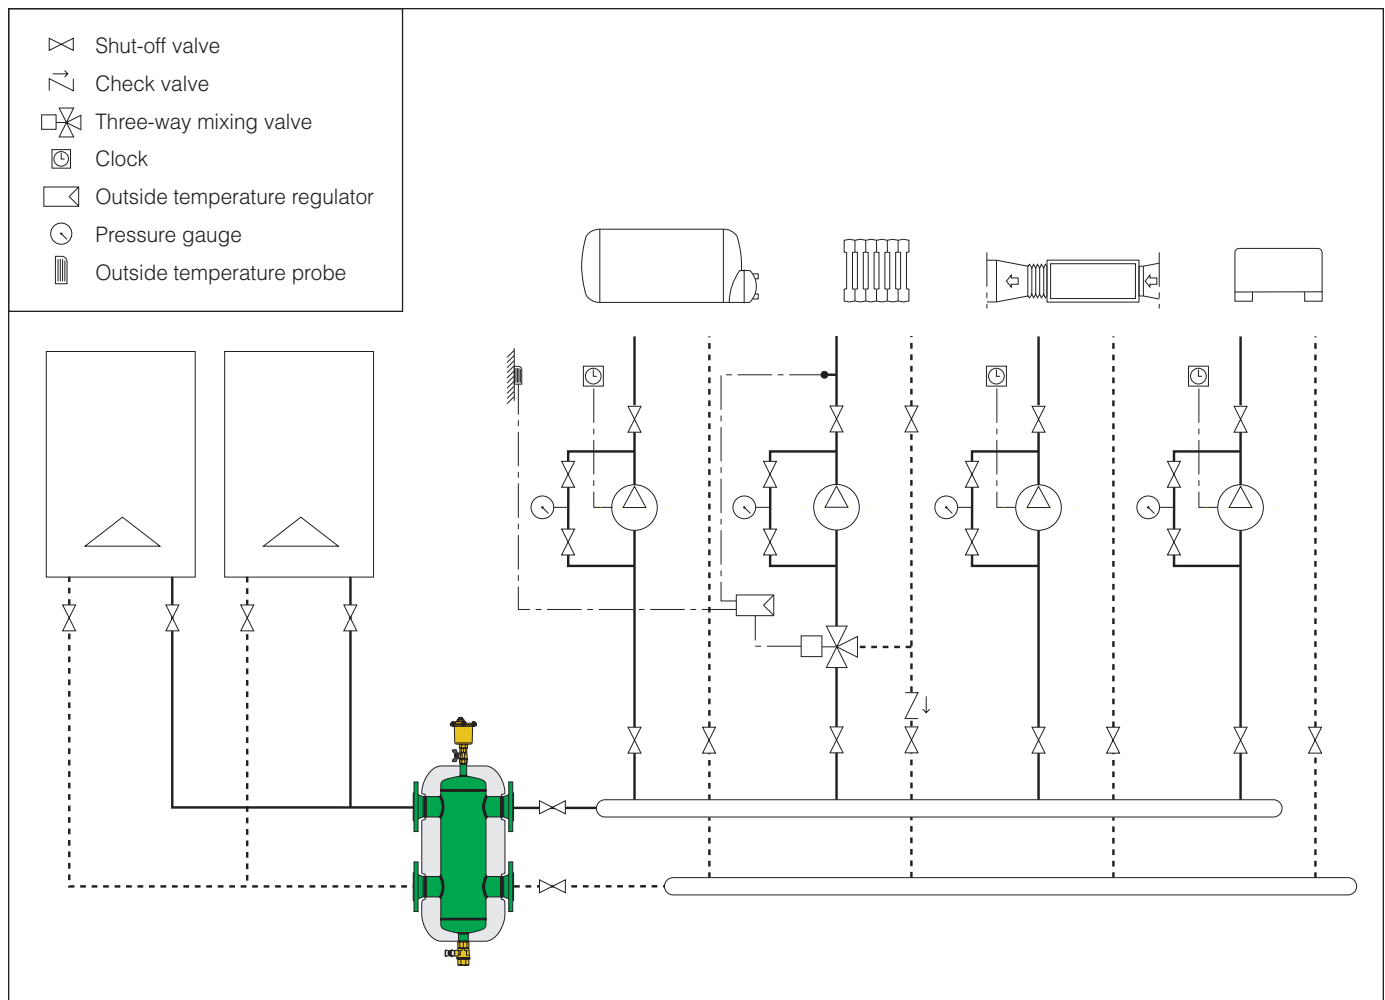 Shut-off valve
Check valve
Three-way mixing valve
Clock
Outside temperature regulator
Pressure gauge
Outside temperature probe